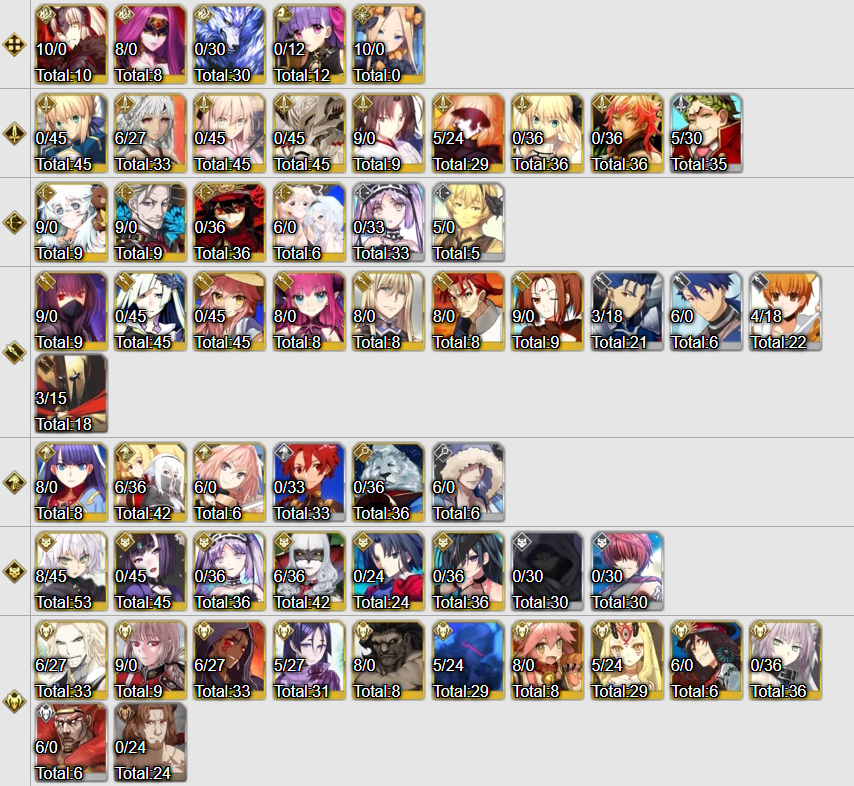 10/0 8/0 0/30 0/12 10/0
Total:10 Total:8 Total:30 Total:12 Total:0
0/45 6/27 0/45 0/45 9/0 5/24 0/36 0/36 5/30
Total:45 Total:33 Total:45 Total:45 Total:9 Total:29 Total:36 Total:36 Total:35
9/0 9/0 0/36 6/0 0/33 5/0
Total:9 Total:9 Total:36 Total:6 Total:33 Total:5
9/0 0/45 0/45 8/0 8/0 8/0 9/0 3/18 6/0 4/18
Total:9 Total:45 Total:45 Total:8 Total:8 Total:8 Total:9 Total:21 Total:6 Total:22
3/15
Total:18
8/0 6/36 6/0 0/33 0/36 6/0
Total:8 Total:42 Total:6 Total:33 Total:36 Total:6
8/45 0/45 0/36 6/36 0/24 0/36 0/30 0/30
Total:53 Total:45 Total:36 Total:42 Total:24 Total:36 Total:30 Total:30
6/27 9/0 6/27 5/27 8/0 5/24 8/0 5/24 6/0 0/36
Total:33 Total:9 Total:33 Total:31 Total:8 Total:29 Total:8 Total:29 Total:6 Total:36
6/0 0/24
Total:6 Total:24